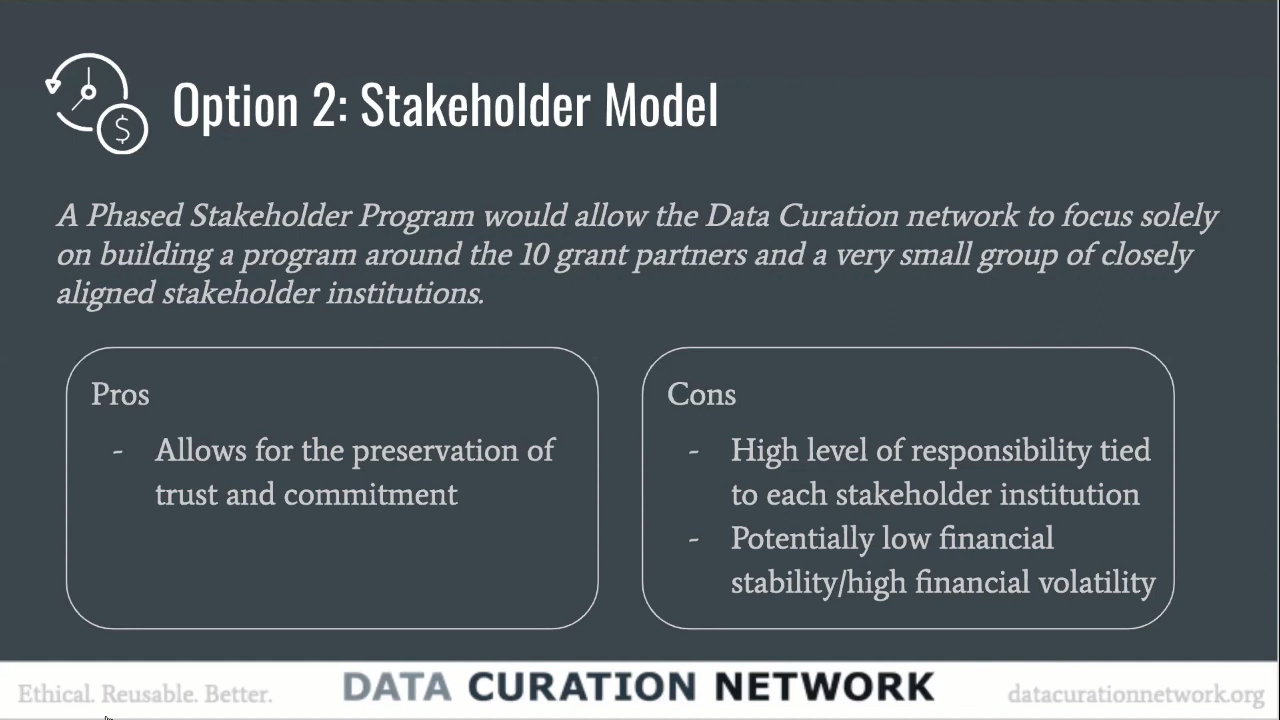 Option 2: Stakeholder Model
A Phased Stakeholder Program would allow the Data Curation network to focus solely
on building a program around the 10 grant partners and a very small group of closely
aligned stakeholder institutions.
Pros
- Allows for the preservation of
trust and commitment
Cons
- High level of responsibility tied
to each stakeholder institution
- Potentially low financial
stability/high financial volatility
Ethical. Reusable. Better.
DATA CURATION NETWORK
datacurationnetwork.org